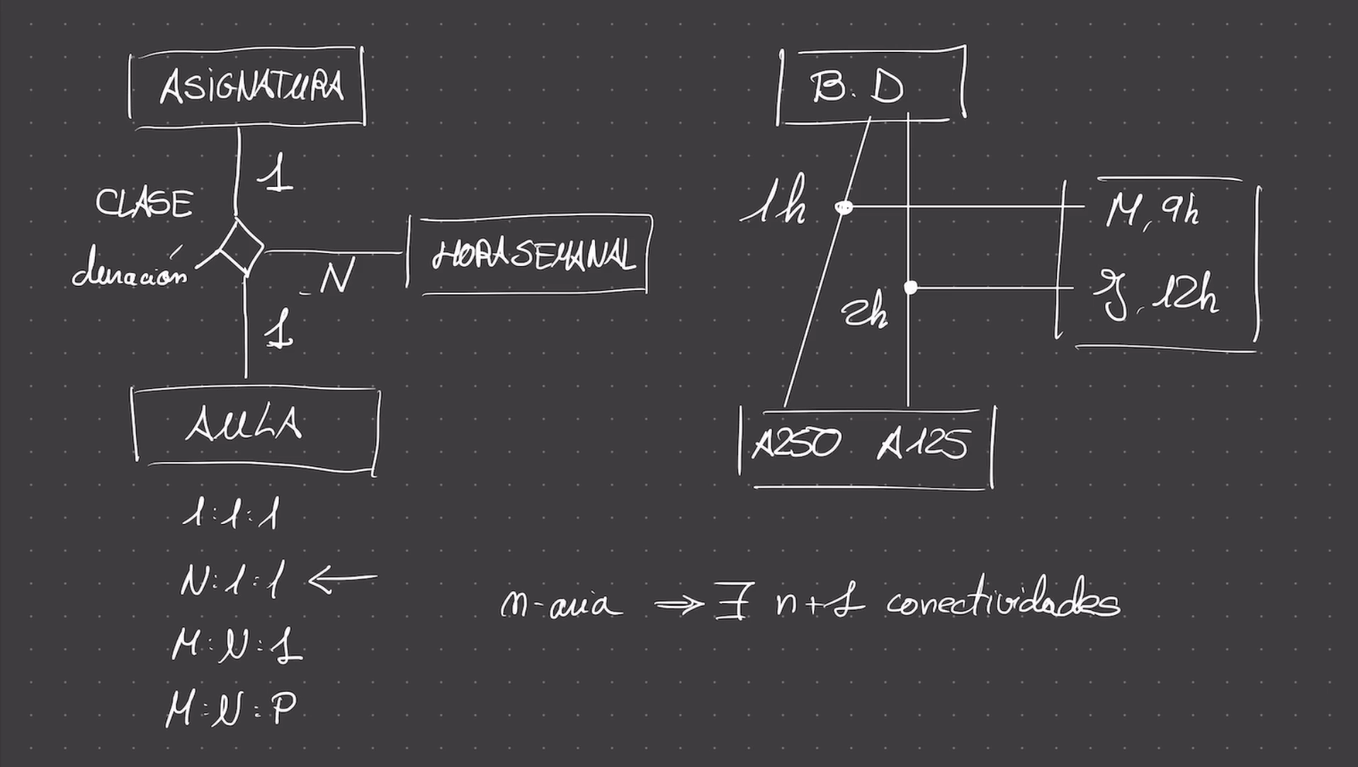 ASIGNATURA
1
CLASE
duración
N
HORASEMANAL
1
AULA
1:1:1
N:1:1 ←
M:N:1
M:N:P
B.D
1h
M, 9h
2h
J, 12h
A250 A125
n-aria ⇒ ∃ n+1 conectividades